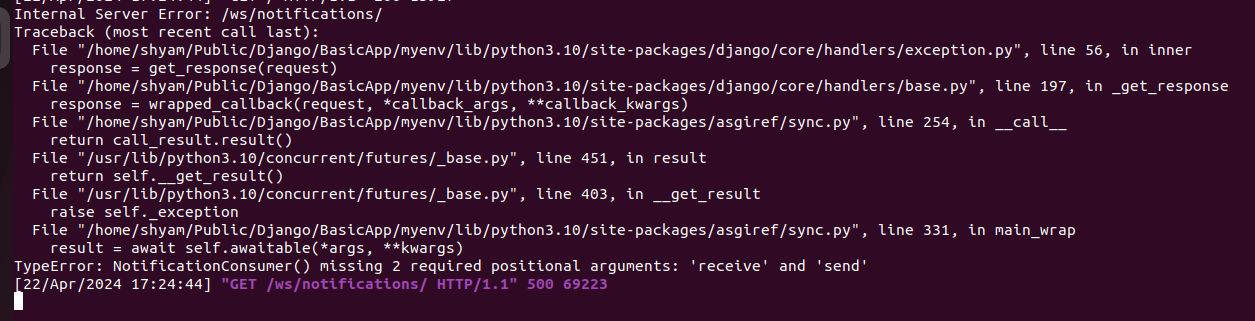 Internal Server Error: /ws/notifications/
Traceback (most recent call last):
  File "/home/shyam/Public/Django/BasicApp/myenv/lib/python3.10/site-packages/django/core/handlers/exception.py", line 56, in inner
    response = get_response(request)
  File "/home/shyam/Public/Django/BasicApp/myenv/lib/python3.10/site-packages/django/core/handlers/base.py", line 197, in _get_response
    response = wrapped_callback(request, *callback_args, **callback_kwargs)
  File "/home/shyam/Public/Django/BasicApp/myenv/lib/python3.10/site-packages/asgiref/sync.py", line 254, in __call__
    return call_result.result()
  File "/usr/lib/python3.10/concurrent/futures/_base.py", line 451, in result
    return self.__get_result()
  File "/usr/lib/python3.10/concurrent/futures/_base.py", line 403, in __get_result
    raise self._exception
  File "/home/shyam/Public/Django/BasicApp/myenv/lib/python3.10/site-packages/asgiref/sync.py", line 331, in main_wrap
    result = await self.awaitable(*args, **kwargs)
TypeError: NotificationConsumer() missing 2 required positional arguments: 'receive' and 'send'
[22/Apr/2024 17:24:44] "GET /ws/notifications/ HTTP/1.1" 500 69223